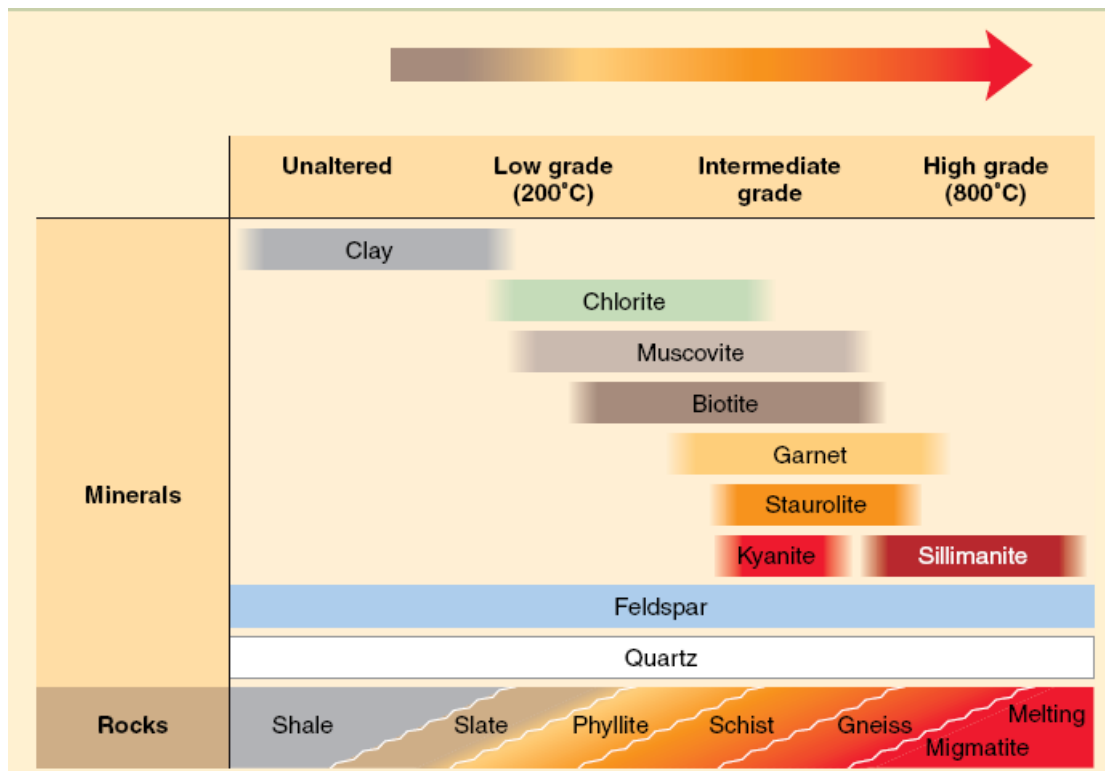 Unaltered
Low grade
(200°C)
Intermediate
grade
High grade
(800°C)
Minerals
Clay
Chlorite
Muscovite
Biotite
Garnet
Staurolite
Kyanite
Sillimanite
Feldspar
Quartz
Rocks
Shale
Slate
Phyllite
Schist
Gneiss
Migmatite
Melting